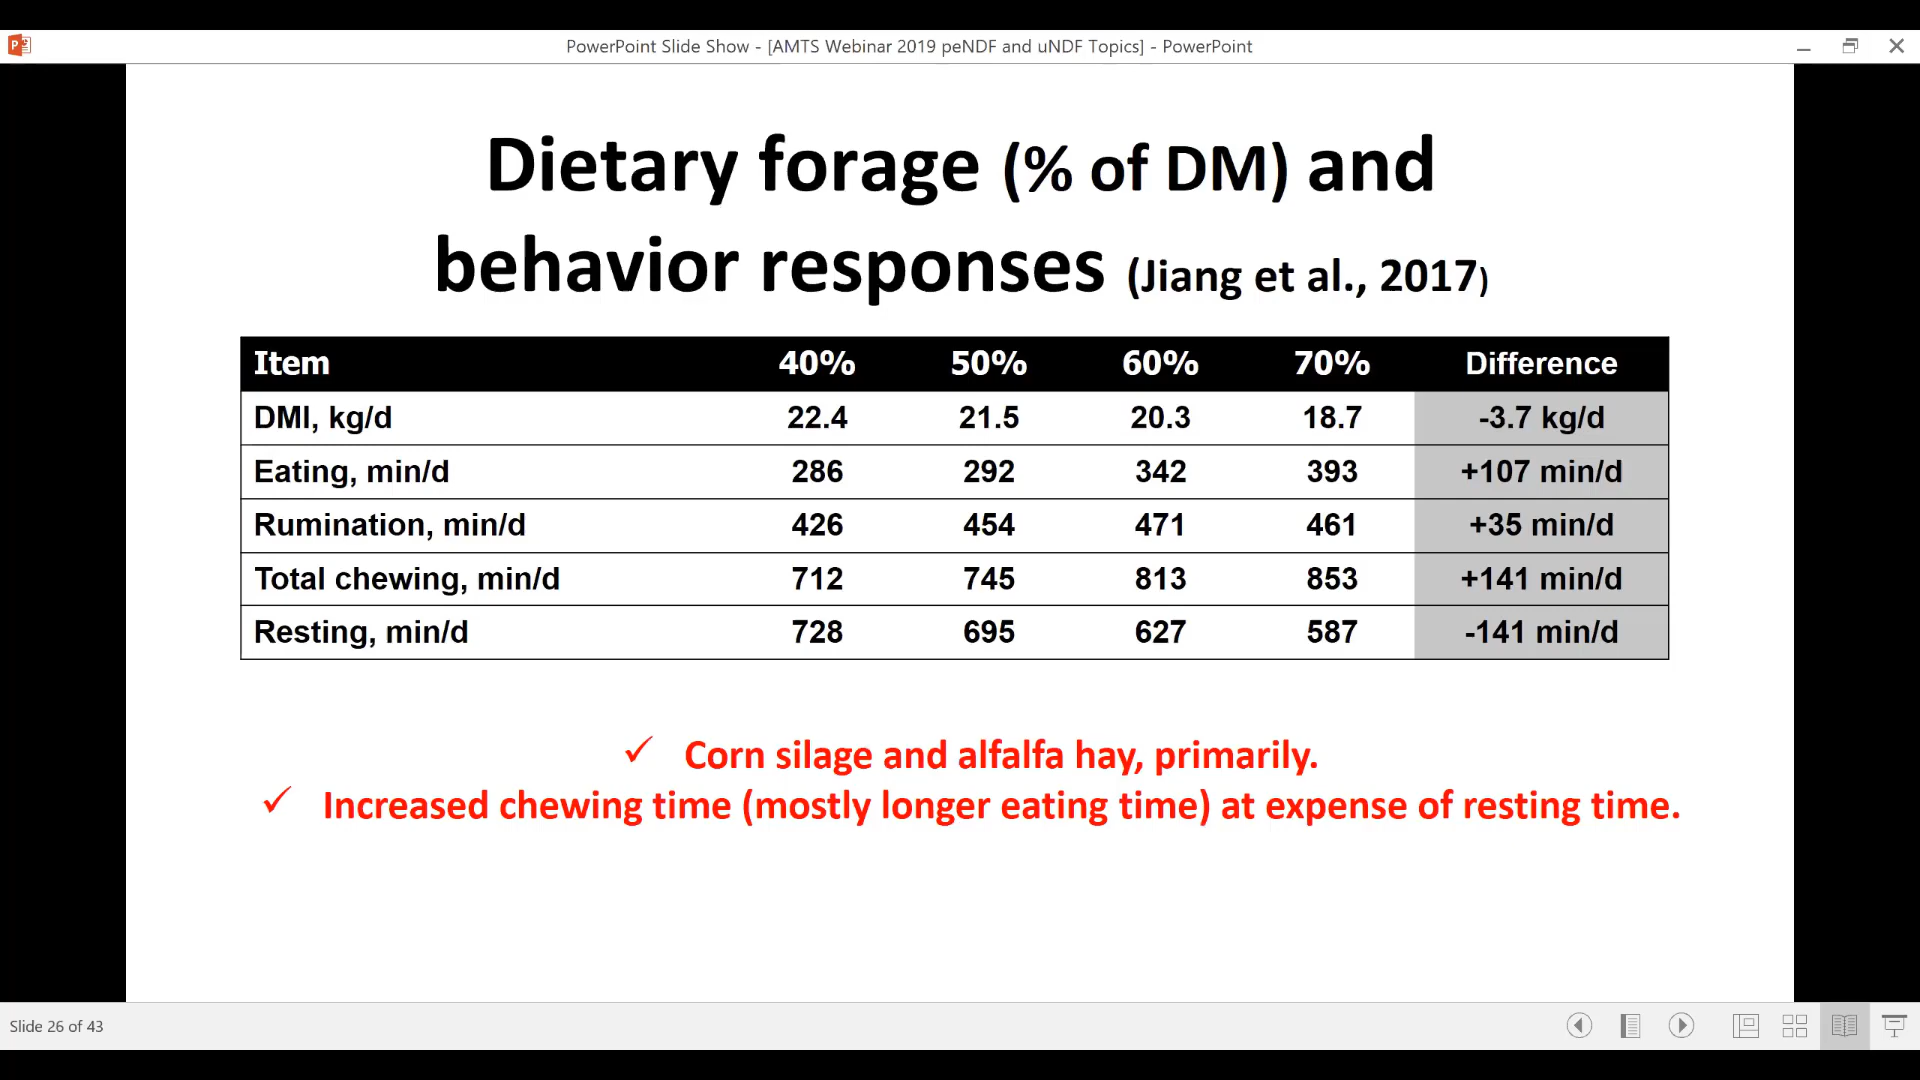 PowerPoint Slide Show - [AMTS Webinar 2019 peNDF and uNDF Topics] - PowerPoint
Dietary forage (% of DM) and
behavior responses (Jiang et al., 2017)
Item 40% 50% 60% 70% Difference
DMI, kg/d 22.4 21.5 20.3 18.7 -3.7 kg/d
Eating, min/d 286 292 342 393 +107 min/d
Rumination, min/d 426 454 471 461 +35 min/d
Total chewing, min/d 712 745 813 853 +141 min/d
Resting, min/d 728 695 627 587 -141 min/d
✓ Corn silage and alfalfa hay, primarily.
✓ Increased chewing time (mostly longer eating time) at expense of resting time.
Slide 26 of 43